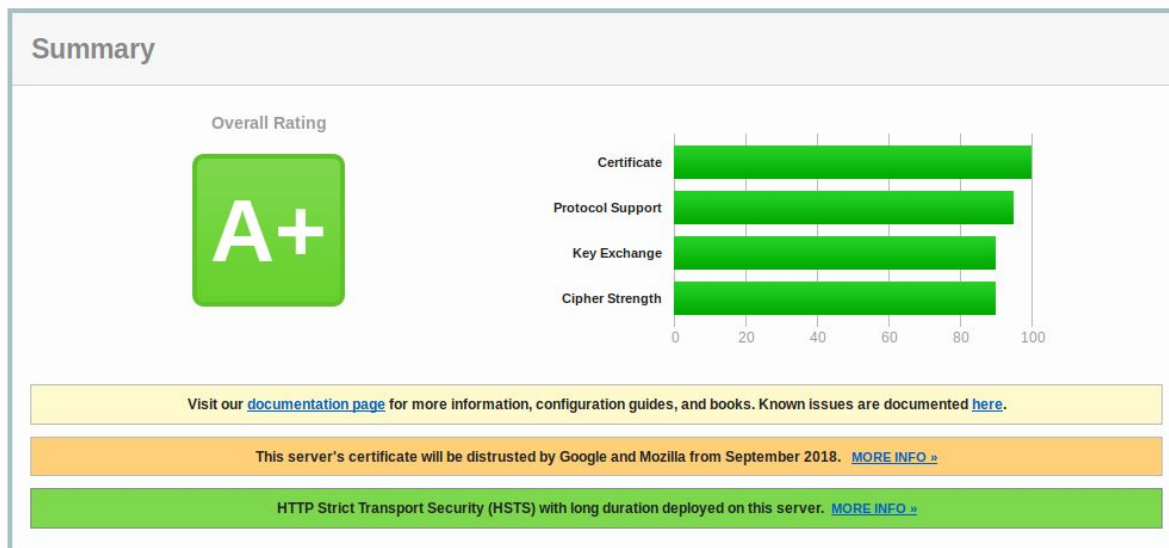 Summary
Overall Rating
A+
Certificate
Protocol Support
Key Exchange
Cipher Strength
0 20 40 60 80 100
Visit our documentation page for more information, configuration guides, and books. Known issues are documented here.
This server's certificate will be distrusted by Google and Mozilla from September 2018. MORE INFO »
HTTP Strict Transport Security (HSTS) with long duration deployed on this server. MORE INFO »